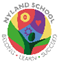 NYLAND SCHOOL
BELONG • LEARN • SUCCEED